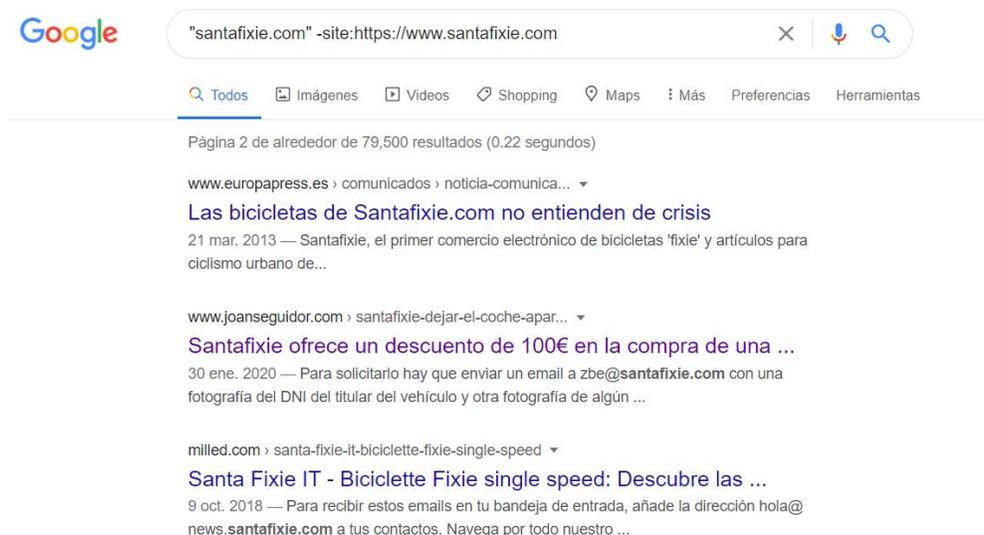 Google
"santafixie.com" -site:https://www.santafixie.com
Todos Imágenes Videos Shopping Maps Más Preferencias Herramientas
Página 2 de alrededor de 79,500 resultados (0.22 segundos)
www.europapress.es › comunicados › noticia-comunica...
Las bicicletas de Santafixie.com no entienden de crisis
21 mar. 2013 — Santafixie, el primer comercio electrónico de bicicletas 'fixie' y artículos para
ciclismo urbano de...
www.joanseguidor.com › santafixie-dejar-el-coche-apar...
Santafixie ofrece un descuento de 100€ en la compra de una ...
30 ene. 2020 — Para solicitarlo hay que enviar un email a zbe@santafixie.com con una
fotografía del DNI del titular del vehículo y otra fotografía de algún ...
milled.com › santa-fixie-it-biciclette-fixie-single-speed
Santa Fixie IT - Biciclette Fixie single speed: Descubre las ...
9 oct. 2018 — Para recibir estos emails en tu bandeja de entrada, añade la dirección hola@
news.santafixie.com a tus contactos. Navega por todo nuestro ...